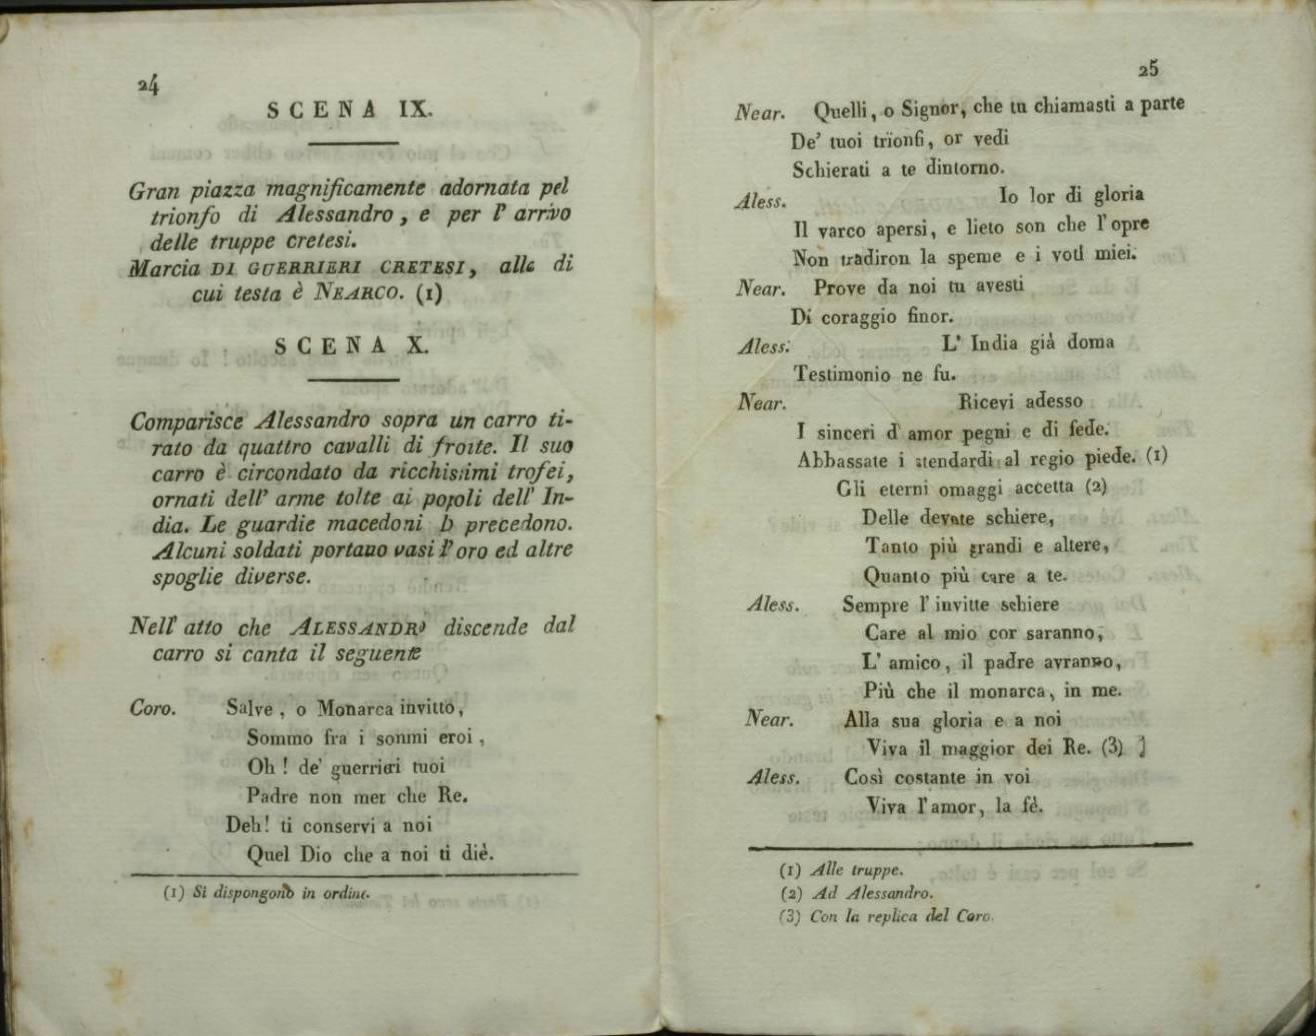 24
SCENA IX.
Gran piazza magnificamente adornata pel
trionfo di Alessandro, e per l' arrivo
delle truppe cretesi.
Marcia DI GUERRIERI CRETESI, alla di
cui testa è NEARCO. (1)
SCENA X.
Comparisce Alessandro sopra un carro ti-
rato da quattro cavalli di fronte. Il suo
carro è circondato da ricchissimi trofei,
ornati dell' arme tolte ai popoli dell' In-
dia. Le guardie macedoni lo precedono.
Alcuni soldati portano vasi d' oro ed altre
spoglie diverse.
Nell' atto che ALESSANDRO discende dal
carro si canta il seguente
Coro. Salve, o Monarca invitto,
Sommo fra i sommi eroi,
Oh! de' guerrieri tuoi
Padre non men che Re.
Deh! ti conservi a noi
Quel Dio che a noi ti diè.
(1) Si dispongono in ordine.
25
Near. Quelli, o Signor, che tu chiamasti a parte
De' tuoi trionfi, or vedi
Schierati a te dintorno.
Aless. Io lor di gloria
Il varco apersi, e lieto son che l' opre
Non tradiron la speme e i voti miei.
Near. Prove da noi tu avesti
Di coraggio finor.
Aless. L' India già doma
Testimonio ne fu.
Near. Ricevi adesso
I sinceri d' amor pegni e di fede.
Abbassate i stendardi al regio piede. (1)
Gli eterni omaggi accetta (2)
Delle devote schiere,
Tanto più grandi e altere,
Quanto più care a te.
Aless. Sempre l' invitte schiere
Care al mio cor saranno,
L' amico, il padre avranno,
Più che il monarca, in me.
Near. Alla sua gloria e a noi
Viva il maggior dei Re. (3)
Aless. Così costante in voi
Viva l' amor, la fè.
(1) Alle truppe.
(2) Ad Alessandro.
(3) Con la replica del Coro.